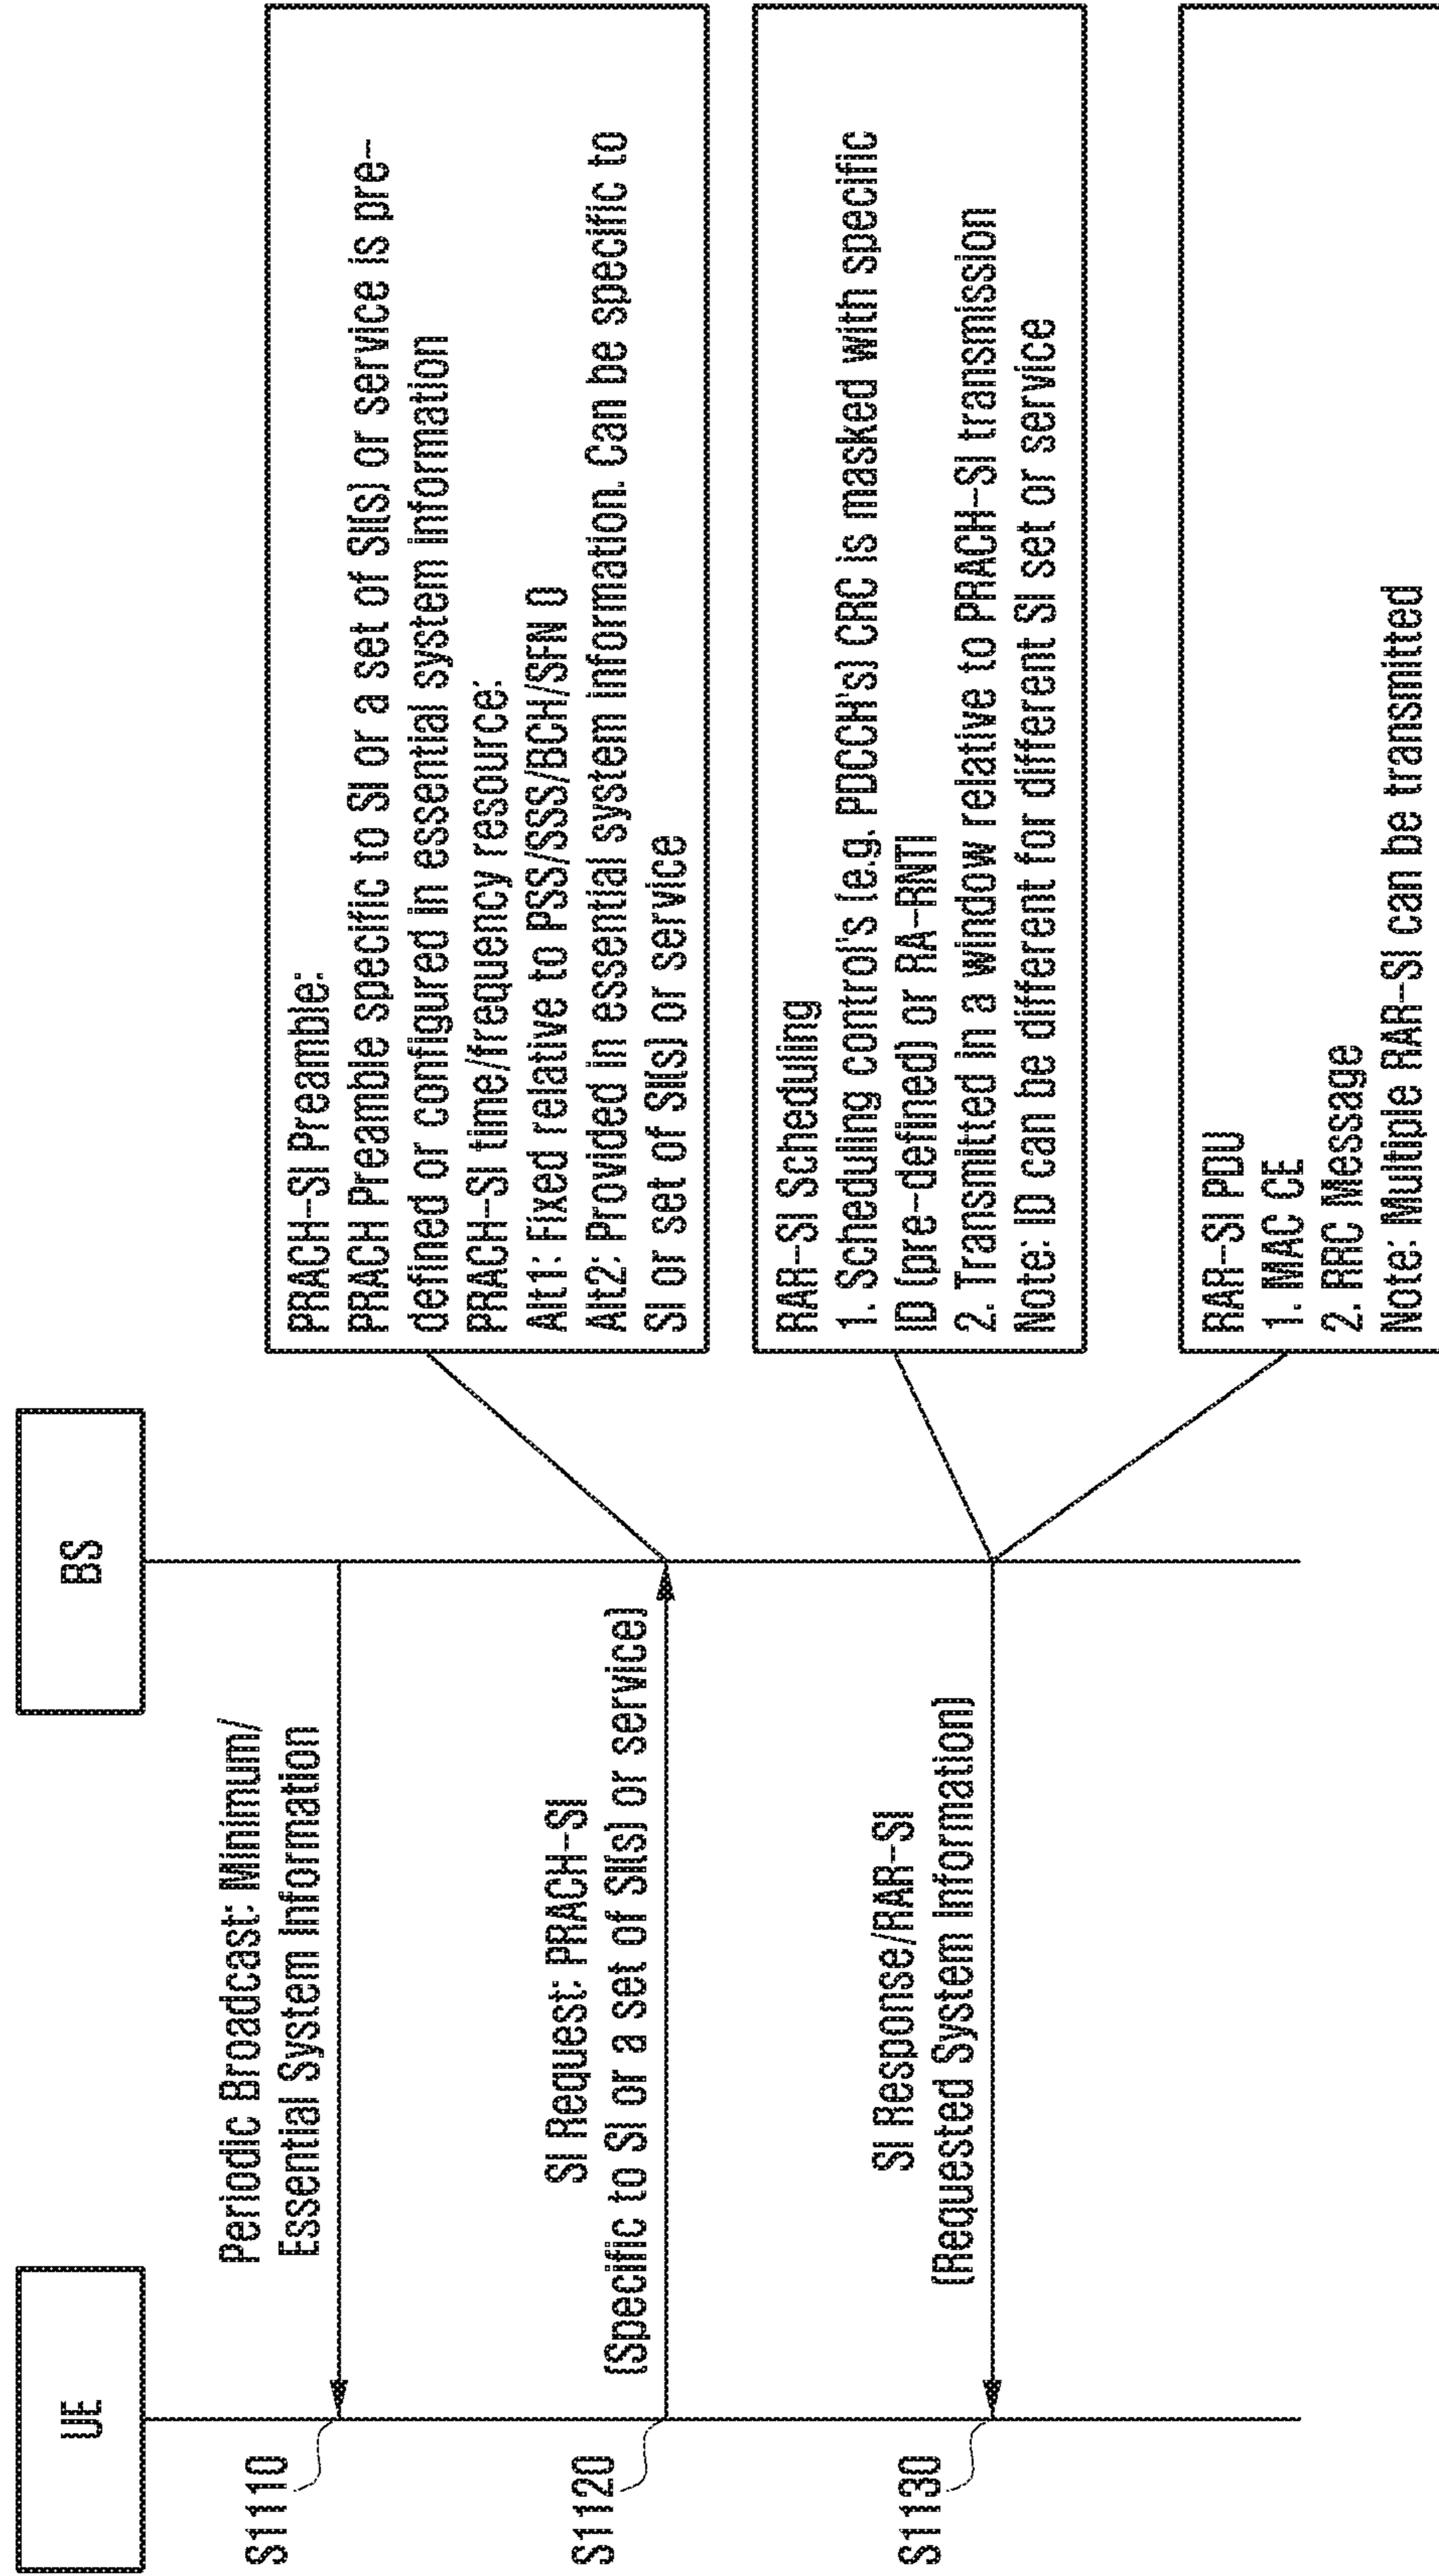 UE
BS
S1110
Periodic Broadcast: Minimum/
Essential System Information
S1120
SI Request: PRACH-SI
(Specific to SI or a set of SI(s) or service)
S1130
SI Response/RAR-SI
(Requested System Information)
PRACH-SI Preamble:
PRACH Preamble specific to SI or a set of SI(s) or service is pre-
defined or configured in essential system information
PRACH-SI time/frequency resource:
Alt1: Fixed relative to PSS/SSS/BCH/SFN 0
Alt2: Provided in essential system information. Can be specific to
SI or set of SI(s) or service
RAR-SI Scheduling
1. Scheduling control's (e.g. PDCCH's) CRC is masked with specific
ID (pre-defined) or RA-RNTI
2. Transmitted in a window relative to PRACH-SI transmission
Note: ID can be different for different SI set or service
RAR-SI PDU
1. MAC CE
2. RRC Message
Note: Multiple RAR-SI can be transmitted